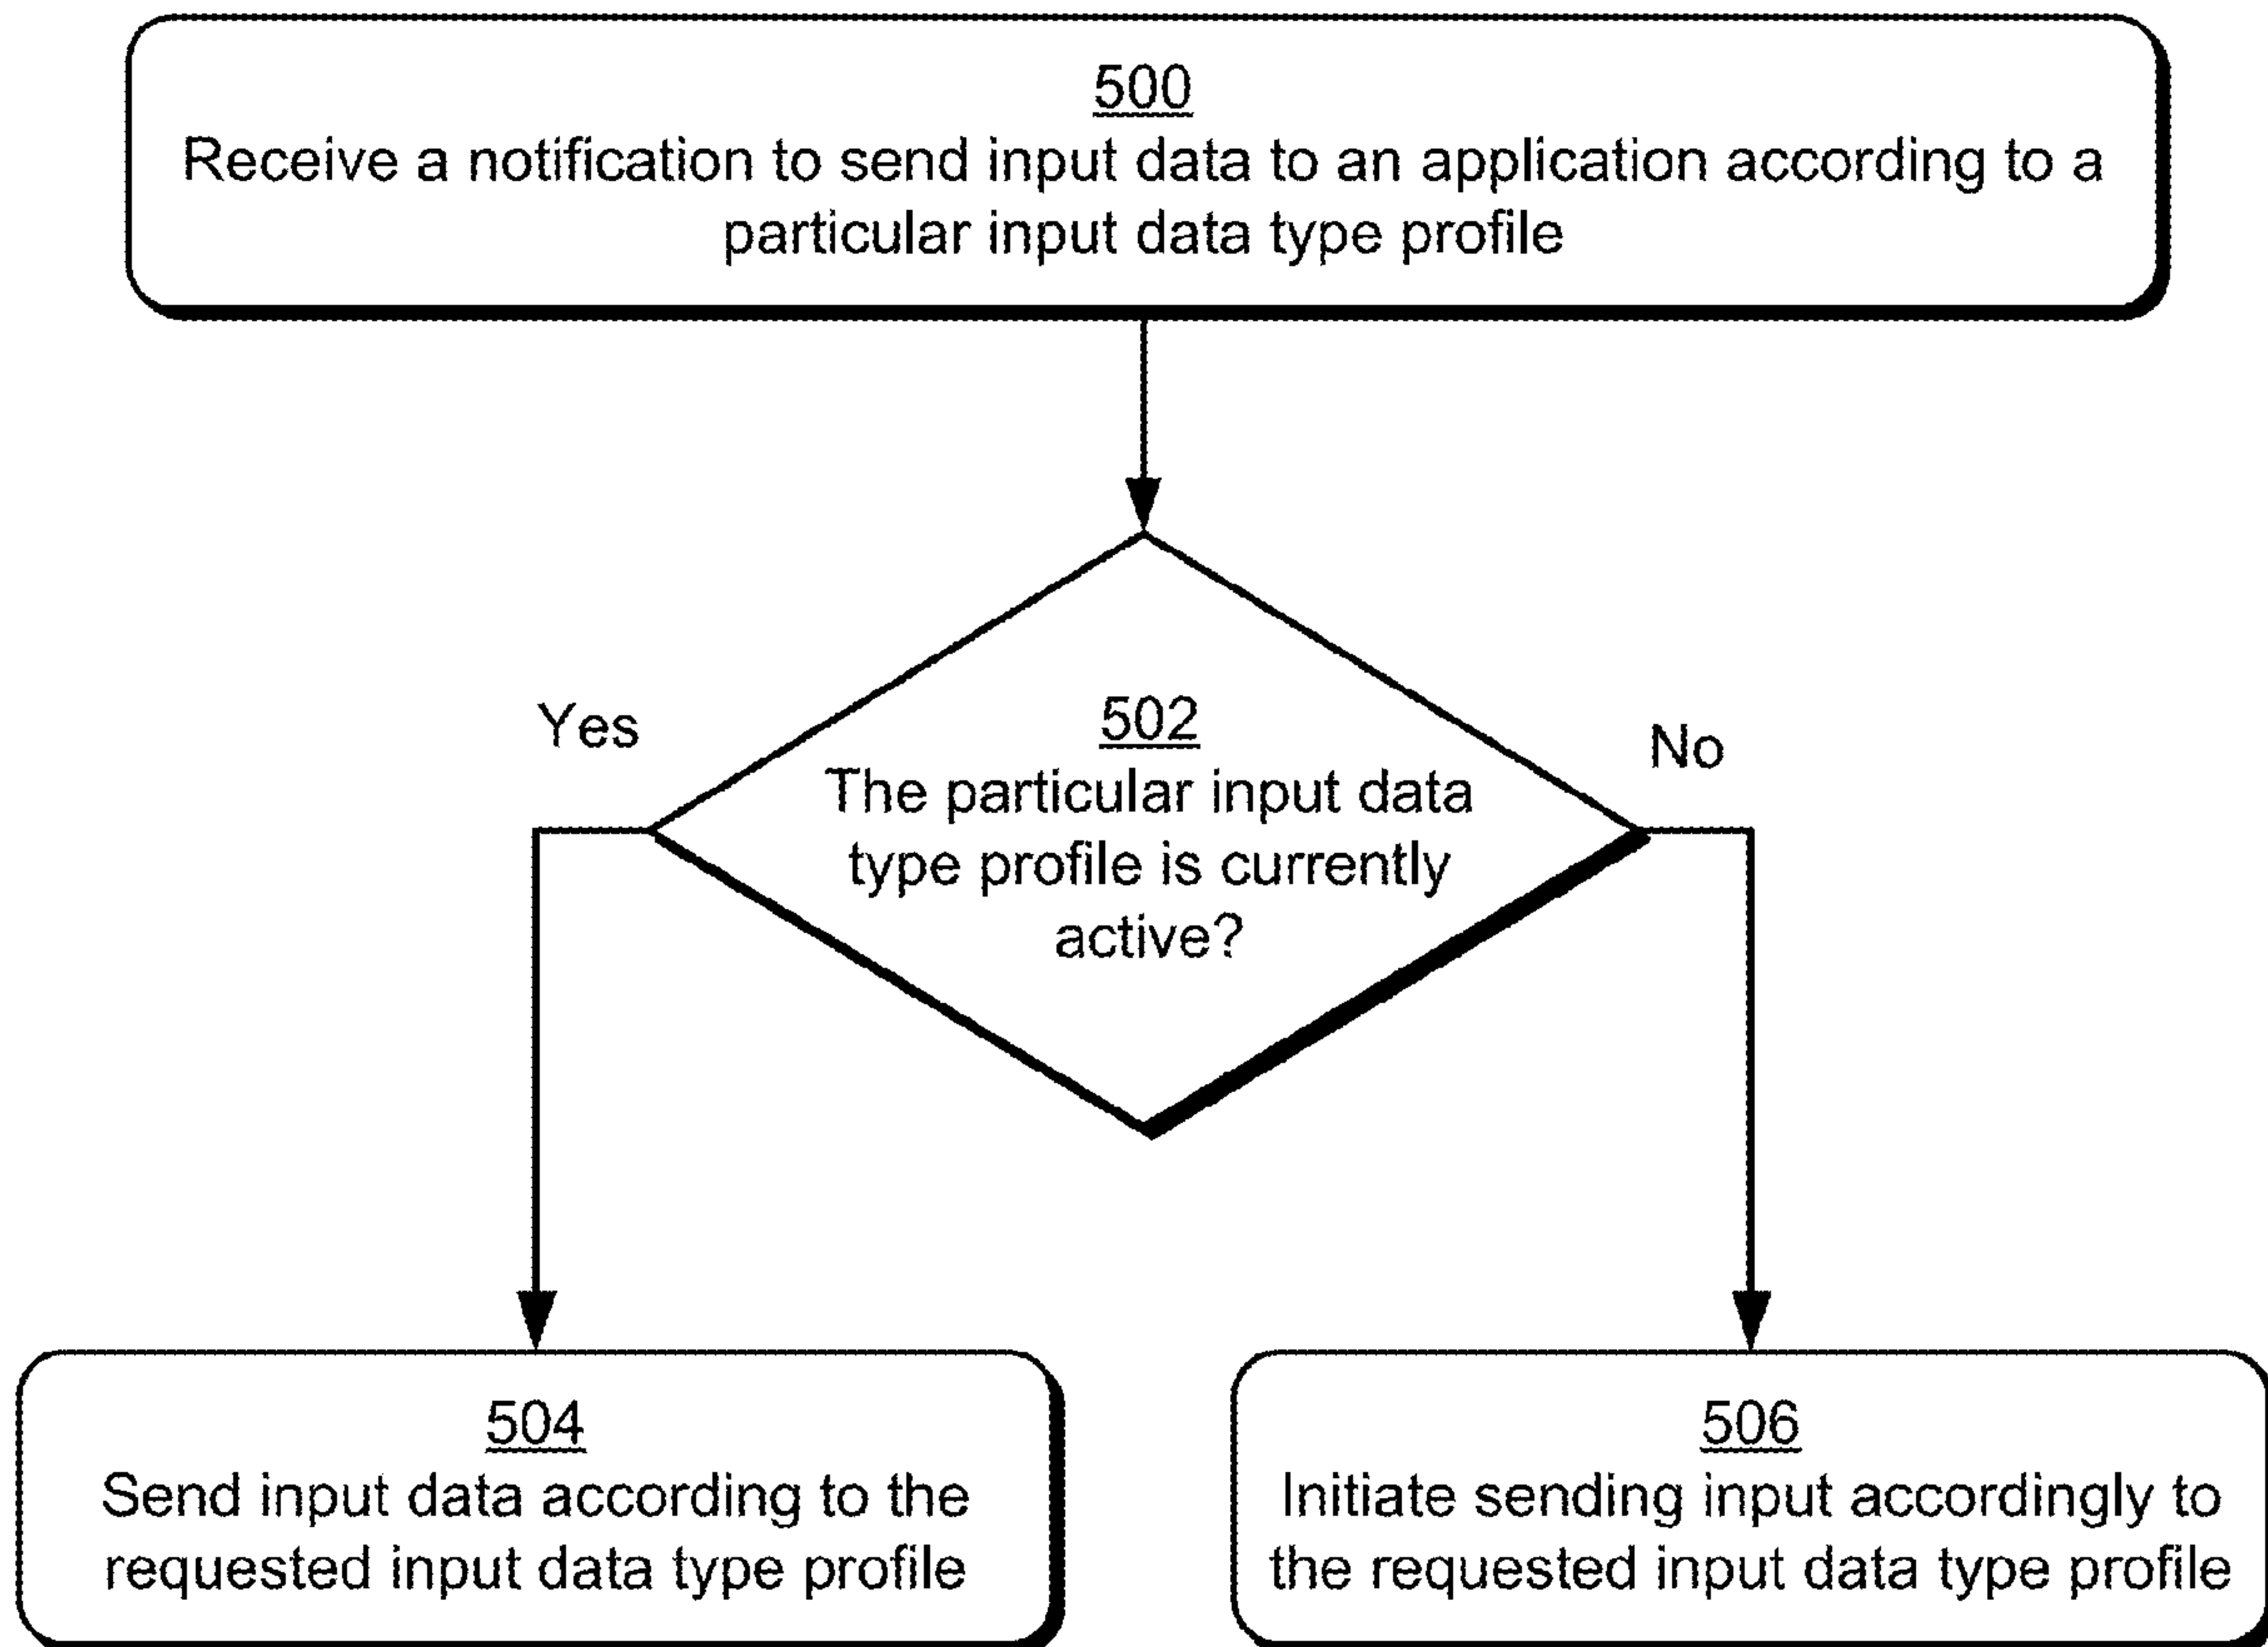 500
Receive a notification to send input data to an application according to a
particular input data type profile
Yes
502
The particular input data
type profile is currently
active?
No
504
Send input data according to the
requested input data type profile
506
Initiate sending input accordingly to
the requested input data type profile